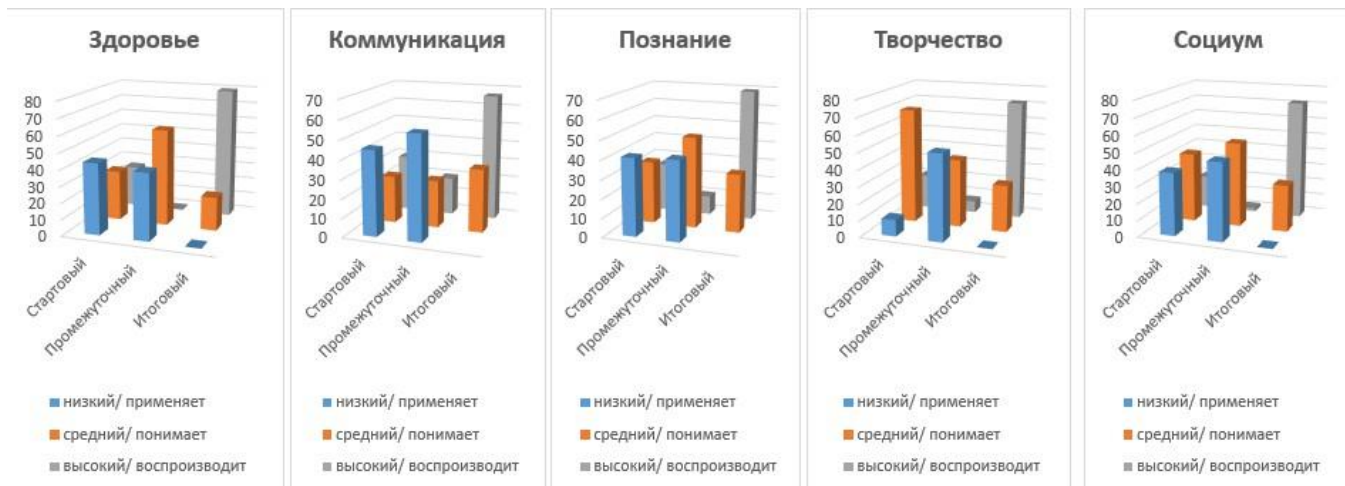 Здоровье
80
70
60
50
40
30
20
10
0
Стартовый
Промежуточный
Итоговый
низкий/ применяет
средний/ понимает
высокий/ воспроизводит
Коммуникация
70
60
50
40
30
20
10
0
Стартовый
Промежуточный
Итоговый
низкий/ применяет
средний/ понимает
высокий/ воспроизводит
Познание
70
60
50
40
30
20
10
0
Стартовый
Промежуточный
Итоговый
низкий/ применяет
средний/ понимает
высокий/ воспроизводит
Творчество
80
70
60
50
40
30
20
10
0
Стартовый
Промежуточный
Итоговый
низкий/ применяет
средний/ понимает
высокий/ воспроизводит
Социум
80
70
60
50
40
30
20
10
0
Стартовый
Промежуточный
Итоговый
низкий/ применяет
средний/ понимает
высокий/ воспроизводит